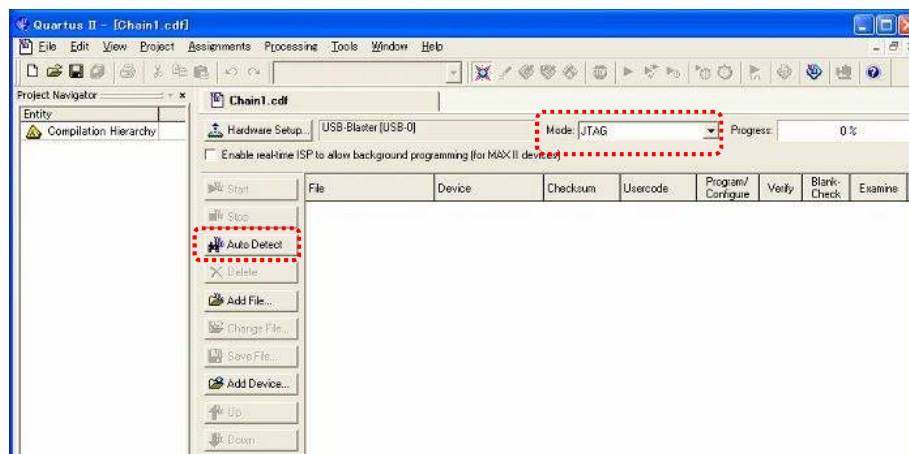 Quartus II - [Chain1.cdf]
File Edit View Project Assignments Processing Tools Window Help
Project Navigator
Entity
Compilation Hierarchy
Chain1.cdf
Hardware Setup... USB-Blaster [USB-0] Mode: JTAG Progress: 0 %
Enable real-time ISP to allow background programming (for MAX II devices)
Start
Stop
Auto Detect
Delete
Add File...
Change File...
Save File...
Add Device...
Up
Down
File Device Checksum Usercode Program/ Configure Verify Blank- Check Examine